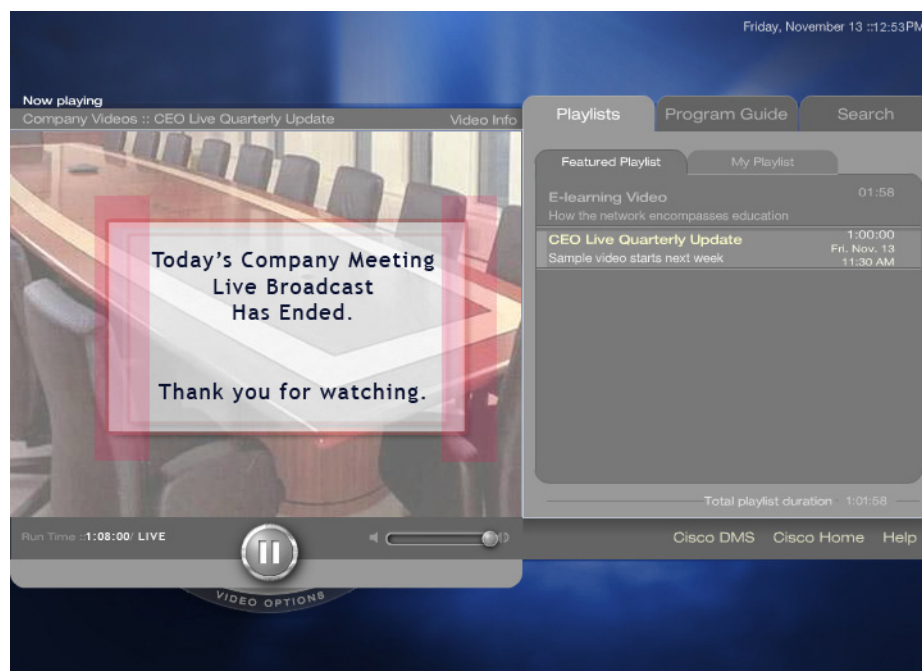 Friday, November 13 ::12:53PM
Now playing
Company Videos :: CEO Live Quarterly Update
Video Info
Today's Company Meeting
Live Broadcast
Has Ended.
Thank you for watching.
Run Time ::1:08:00/ LIVE
VIDEO OPTIONS
Playlists
Program Guide
Search
Featured Playlist
My Playlist
E-learning Video
01:58
How the network encompasses education
CEO Live Quarterly Update
1:00:00
Sample video starts next week
Fri. Nov. 13
11:30 AM
Total playlist duration 1:01:58
Cisco DMS
Cisco Home
Help